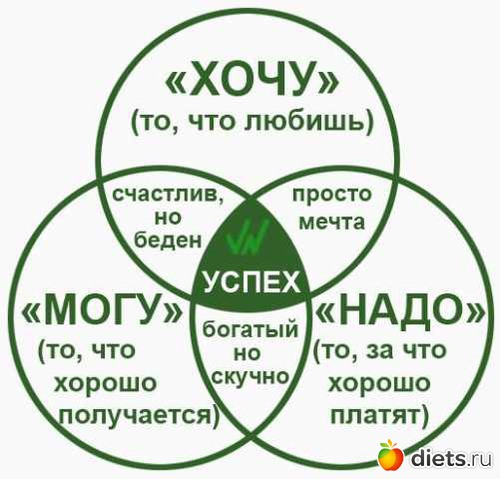 «ХОЧУ»
(то, что любишь)
счастлив,
но
беден
просто
мечта
УСПЕХ
«МОГУ»
(то, что
хорошо
получается)
богатый
но
скучно
«НАДО»
(то, за что
хорошо
платят)
diets.ru